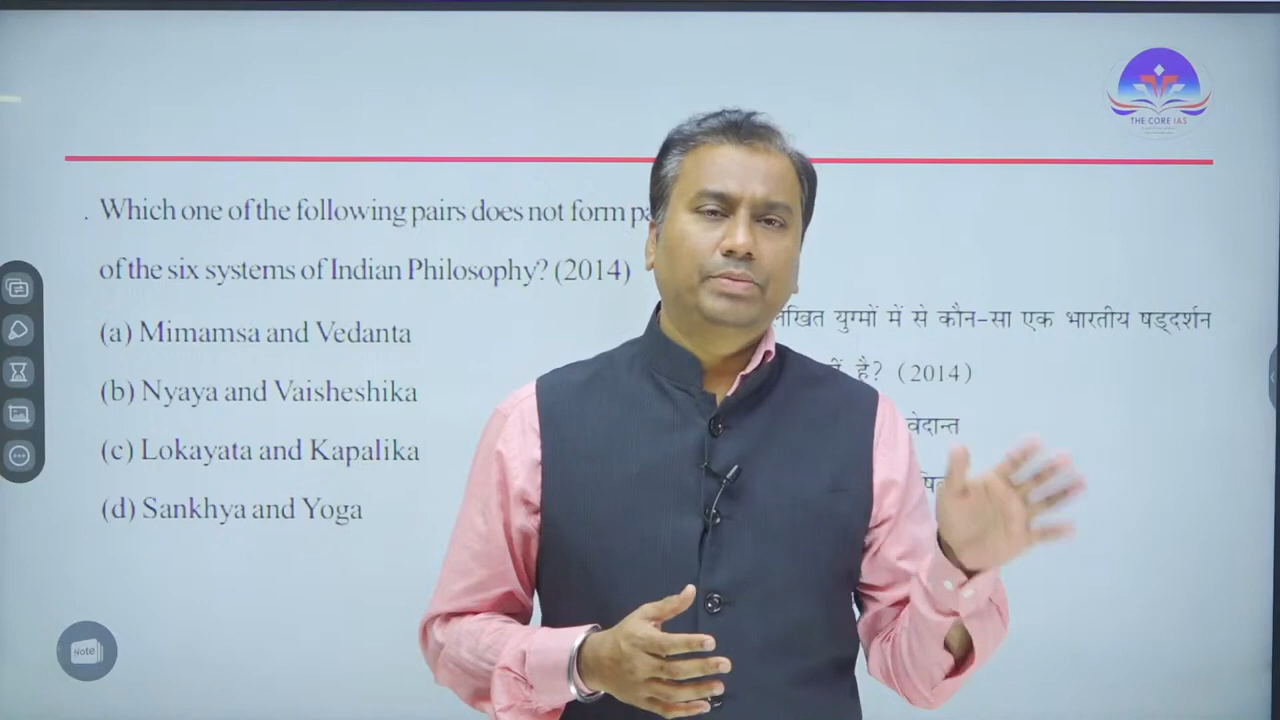 THE CORE IAS
. Which one of the following pairs does not form
of the six systems of Indian Philosophy? (2014)
(a) Mimamsa and Vedanta
(b) Nyaya and Vaisheshika
(c) Lokayata and Kapalika
(d) Sankhya and Yoga
युग्मों में से कौन-सा एक भारतीय षड्दर्शन
है? (2014)
वेदान्त
Note